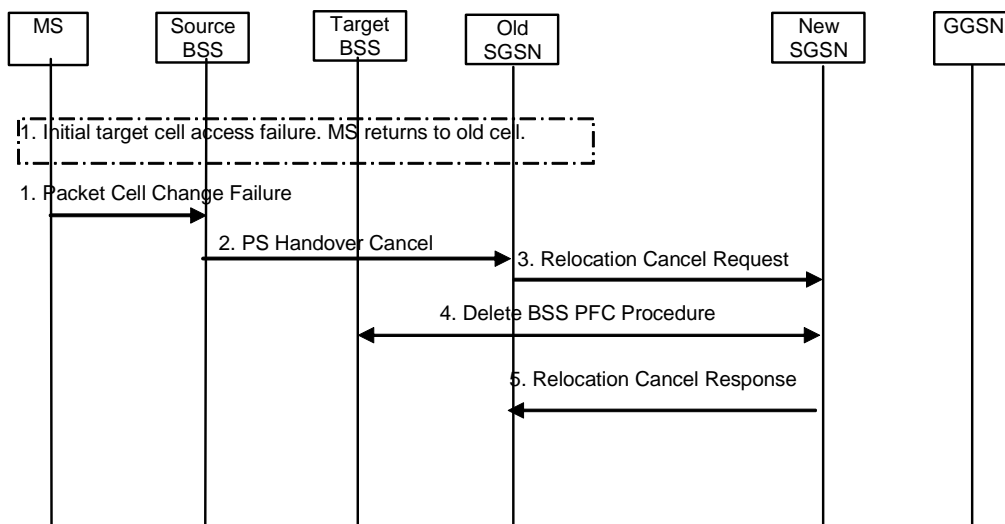 MS
Source
BSS
Target
BSS
Old
SGSN
New
SGSN
GGSN
1. Initial target cell access failure. MS returns to old cell.
1. Packet Cell Change Failure
2. PS Handover Cancel
3. Relocation Cancel Request
4. Delete BSS PFC Procedure
5. Relocation Cancel Response